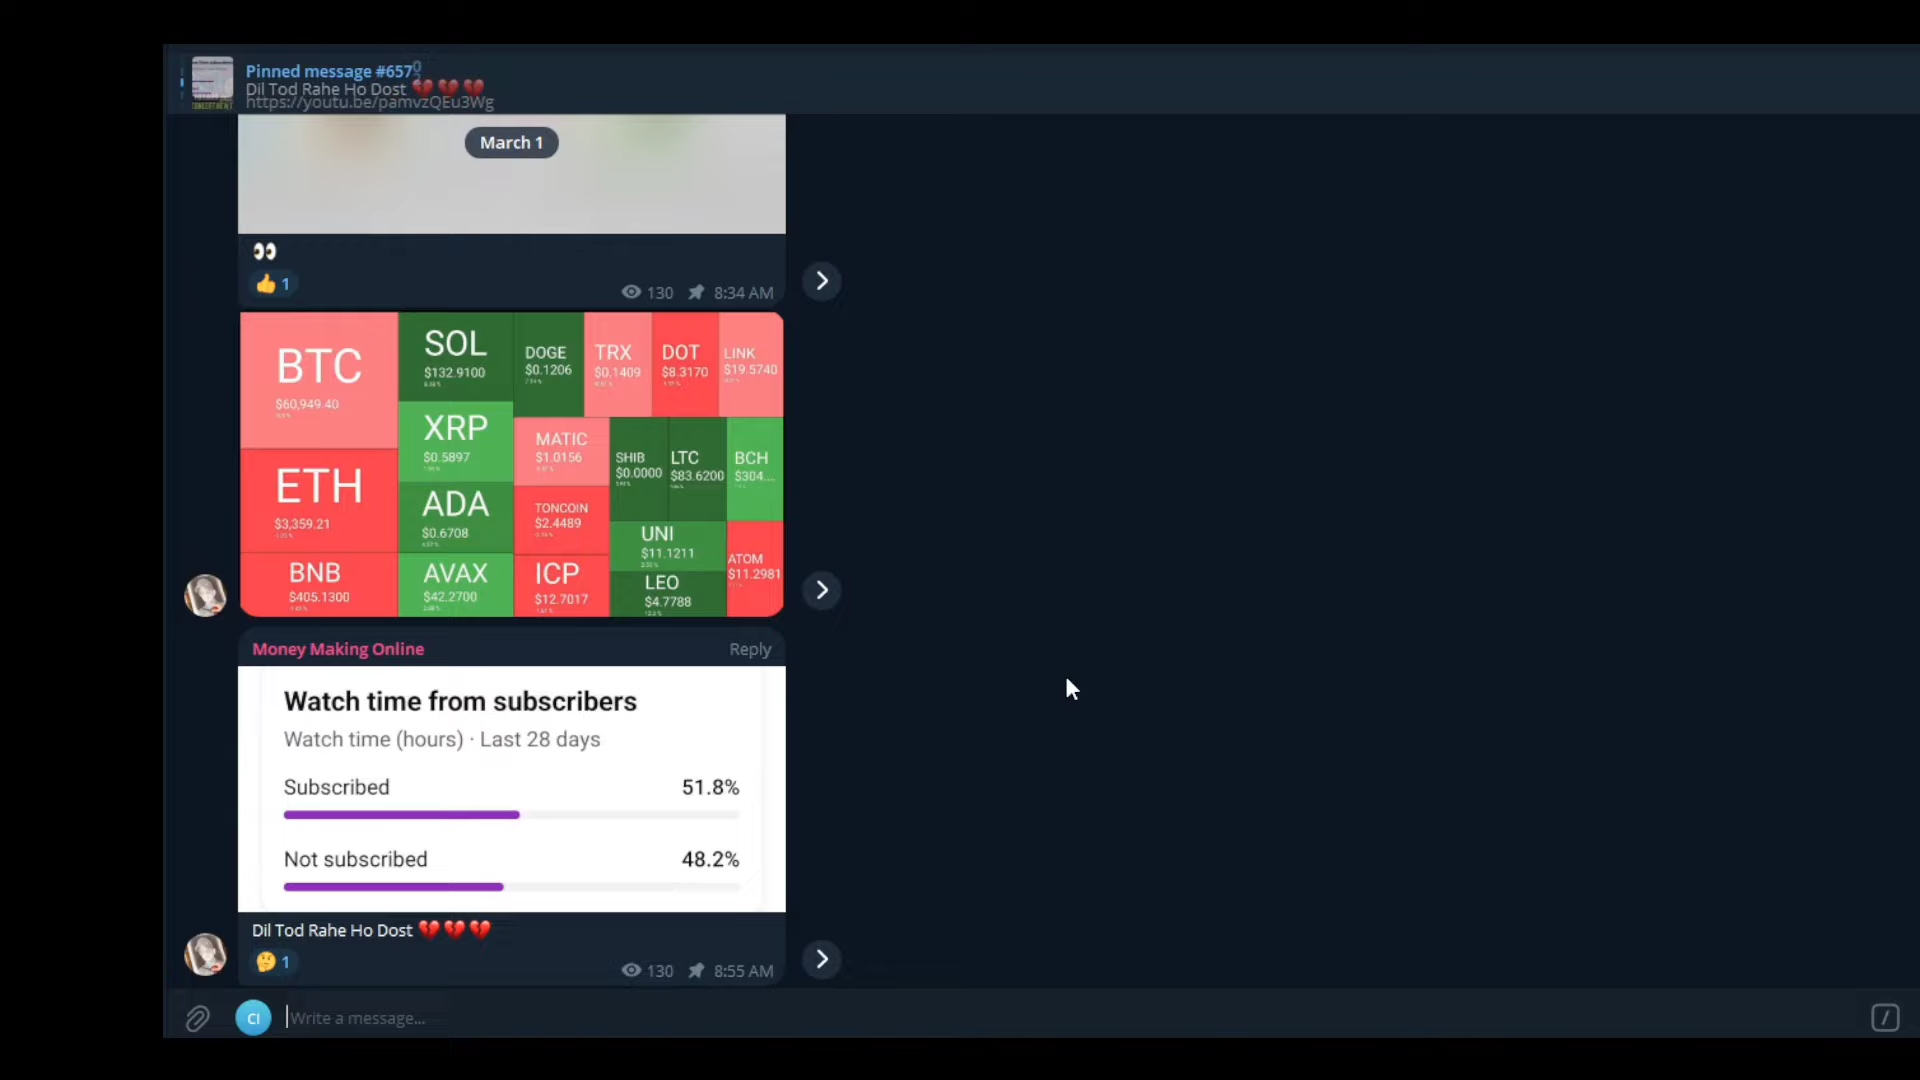 Pinned message #657
Dil Tod Rahe Ho Dost 💔💔💔
https://youtu.be/pamvzQEu3Wg
March 1
👀
👍 1
130 8:34 AM
BTC
$60,949.40
ETH
$3,359.21
BNB
$405.1300
SOL
$132.9100
XRP
$0.5897
ADA
$0.6708
AVAX
$42.2700
DOGE
$0.1206
TRX
$0.1409
DOT
$8.3170
LINK
$19.5740
MATIC
$1.0156
TONCOIN
$2.4489
ICP
$12.7017
SHIB
$0.0000
LTC
$83.6200
BCH
$304...
UNI
$11.1211
LEO
$4.7788
ATOM
$11.2981
Money Making Online Reply
Watch time from subscribers
Watch time (hours) · Last 28 days
Subscribed 51.8%
Not subscribed 48.2%
Dil Tod Rahe Ho Dost 💔💔💔
🤔 1
130 8:55 AM
CI Write a message...